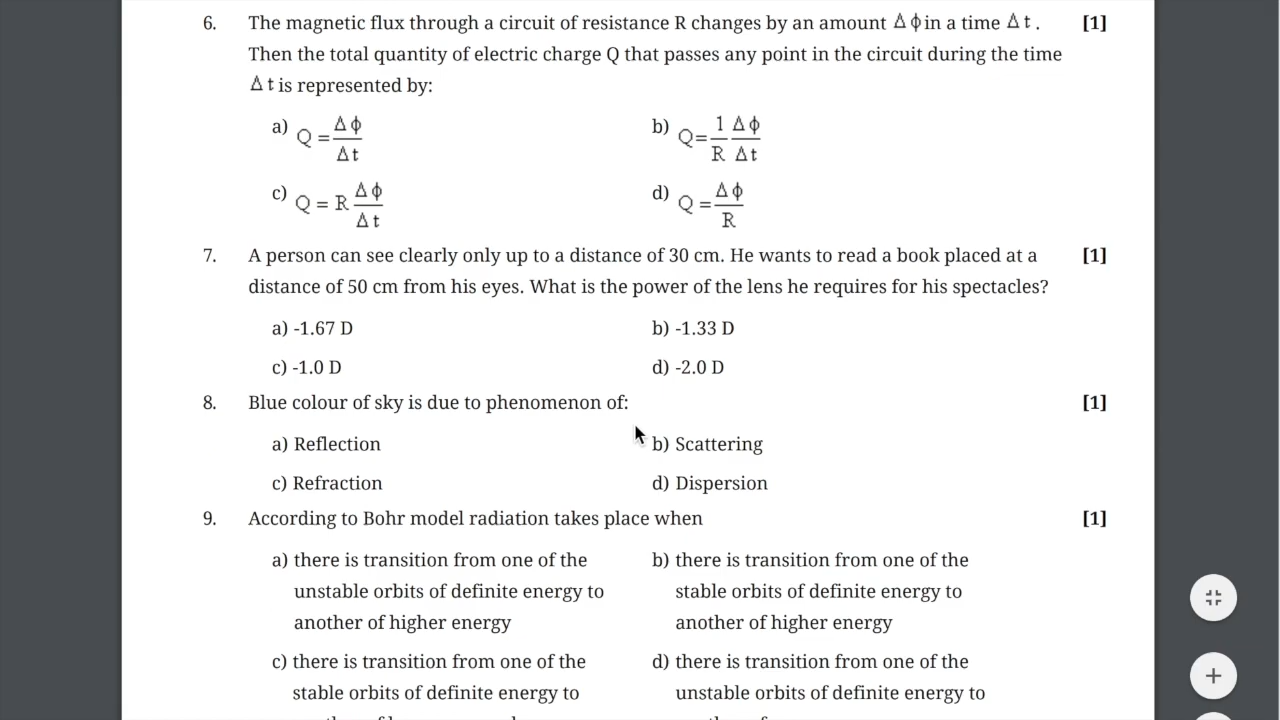 6. The magnetic flux through a circuit of resistance R changes by an amount Δ ϕ in a time Δ t . [1]
Then the total quantity of electric charge Q that passes any point in the circuit during the time
Δ t is represented by:
a) Q = Δϕ/Δt b) Q = 1/R Δϕ/Δt
c) Q = R Δϕ/Δt d) Q = Δϕ/R
7. A person can see clearly only up to a distance of 30 cm. He wants to read a book placed at a [1]
distance of 50 cm from his eyes. What is the power of the lens he requires for his spectacles?
a) -1.67 D b) -1.33 D
c) -1.0 D d) -2.0 D
8. Blue colour of sky is due to phenomenon of: [1]
a) Reflection b) Scattering
c) Refraction d) Dispersion
9. According to Bohr model radiation takes place when [1]
a) there is transition from one of the
unstable orbits of definite energy to
another of higher energy
b) there is transition from one of the
stable orbits of definite energy to
another of higher energy
c) there is transition from one of the
stable orbits of definite energy to
d) there is transition from one of the
unstable orbits of definite energy to